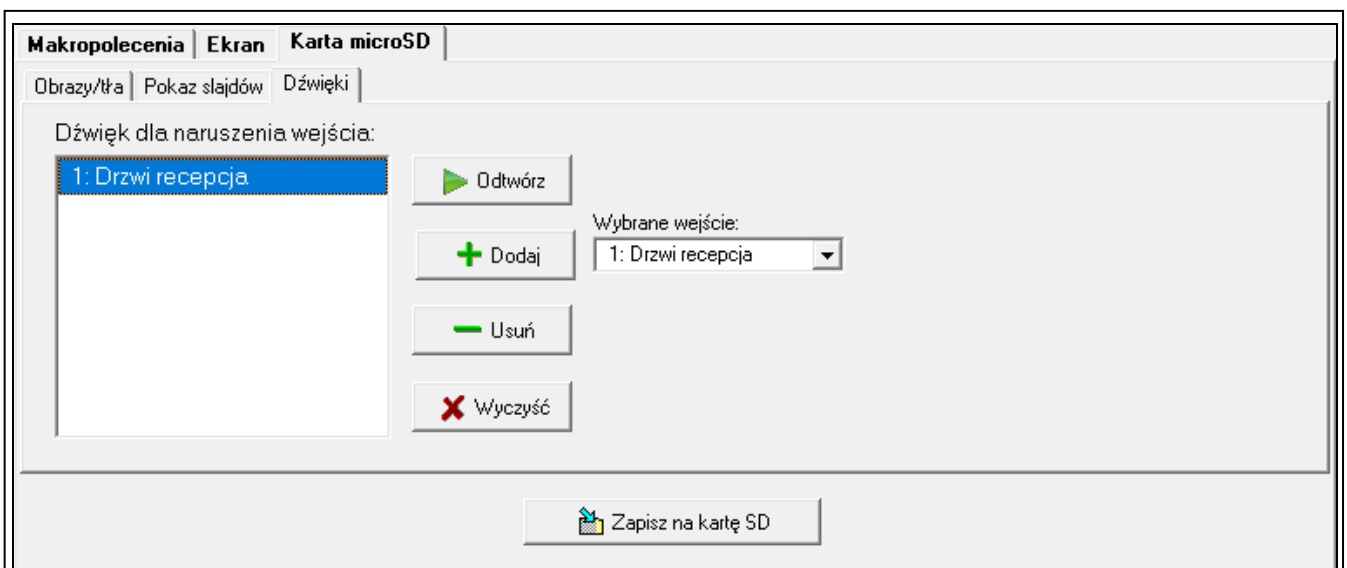 Makropolecenia Ekran Karta microSD
Obrazy/tła Pokaz slajdów Dźwięki
Dźwięk dla naruszenia wejścia:
1: Drzwi recepcja
Odtwórz
Wybrane wejście:
Dodaj
1: Drzwi recepcja
Usuń
Wyczyść
Zapisz na kartę SD